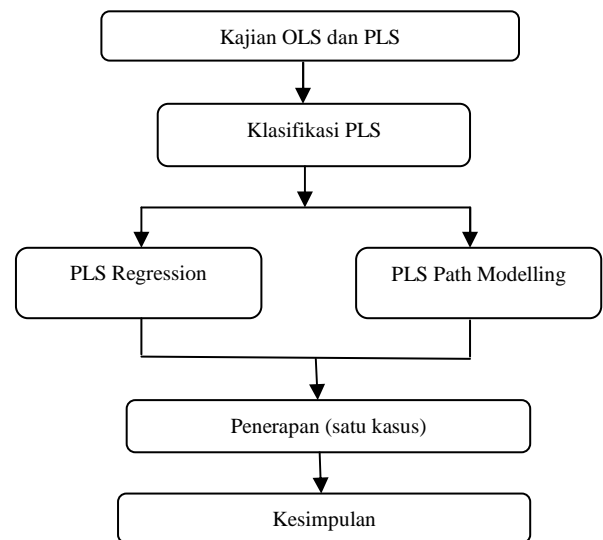 Kajian OLS dan PLS
Klasifikasi PLS
PLS Regression
PLS Path Modelling
Penerapan (satu kasus)
Kesimpulan